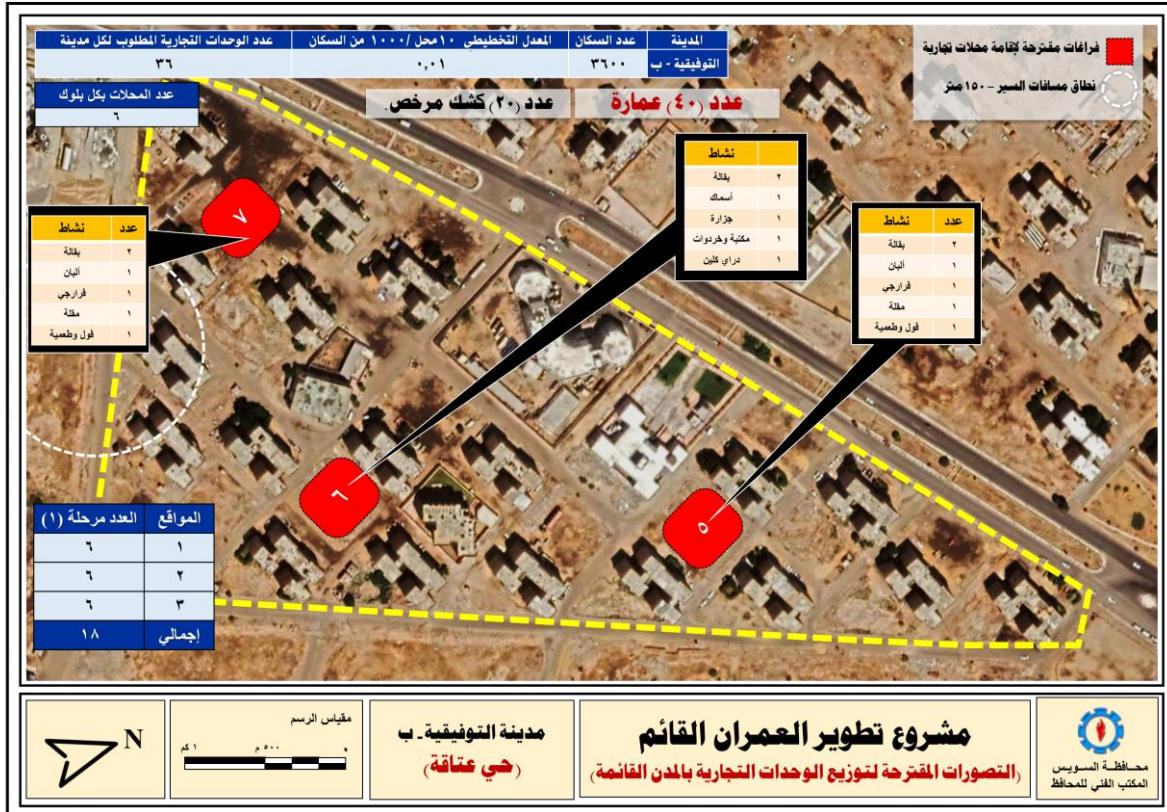 فراغات مقترحة لإقامة محلات تجارية
نطاق مسافات السير – ١٥٠ متر
المدينة عدد السكان المعدل التخطيطي ١٠ محل /١٠٠٠ من السكان عدد الوحدات التجارية المطلوب لكل مدينة
التوفيقية - ب ٣٦٠٠ ٠,٠١ ٣٦
عدد المحلات بكل بلوك
٦
عدد (٤٠) عمارة
عدد (٢٠) كشك مرخص.
نشاط
بقالة ٢
أسماك ١
جزارة ١
مكتبة وخردوات ١
دراي كلين ١
نشاط عدد
بقالة ٢
ألبان ١
فرارجي ١
مقلة ١
فول وطعمية ١
نشاط عدد
بقالة ٢
ألبان ١
فرارجي ١
مقلة ١
فول وطعمية ١
٧
٦
٥
المواقع العدد مرحلة (١)
١ ٦
٢ ٦
٣ ٦
إجمالي ١٨
محافظة السويس
المكتب الفني للمحافظ
مشروع تطوير العمران القائم
(التصورات المقترحة لتوزيع الوحدات التجارية بالمدن القائمة)
مدينة التوفيقية - ب
(حي عتاقة)
مقياس الرسم
٠ ٥٠٠ م ١ كم
N